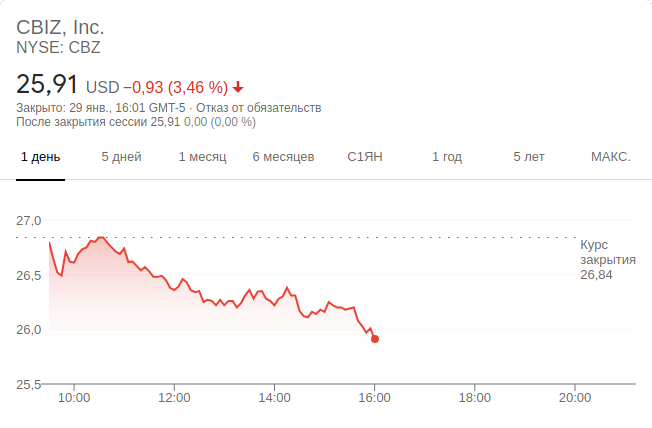 CBIZ, Inc.
NYSE: CBZ
25,91 USD −0,93 (3,46 %)
Закрыто: 29 янв., 16:01 GMT-5 · Отказ от обязательств
После закрытия сессии 25,91 0,00 (0,00 %)
1 день 5 дней 1 месяц 6 месяцев С1ЯН 1 год 5 лет МАКС.
27,0
Курс
закрытия
26,84
26,5
26,0
25,5
10:00 12:00 14:00 16:00 18:00 20:00